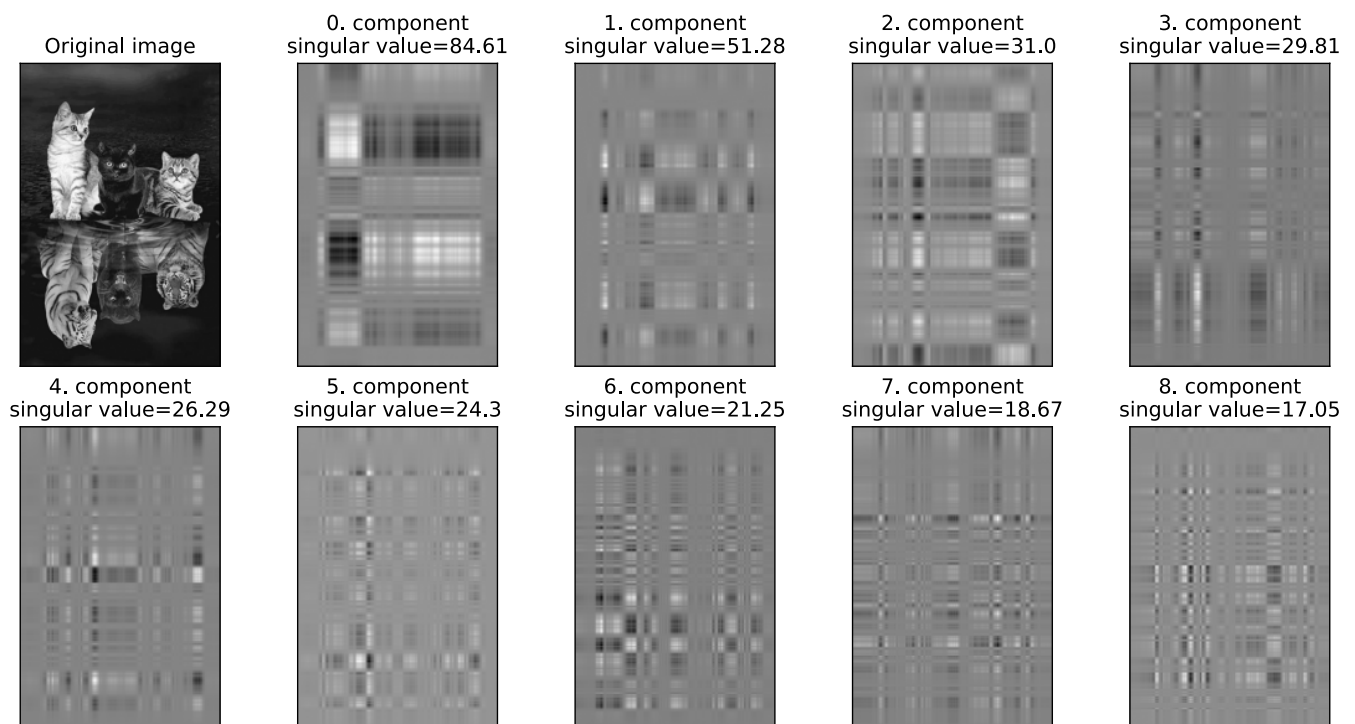 Original image
0. component
singular value=84.61
1. component
singular value=51.28
2. component
singular value=31.0
3. component
singular value=29.81
4. component
singular value=26.29
5. component
singular value=24.3
6. component
singular value=21.25
7. component
singular value=18.67
8. component
singular value=17.05